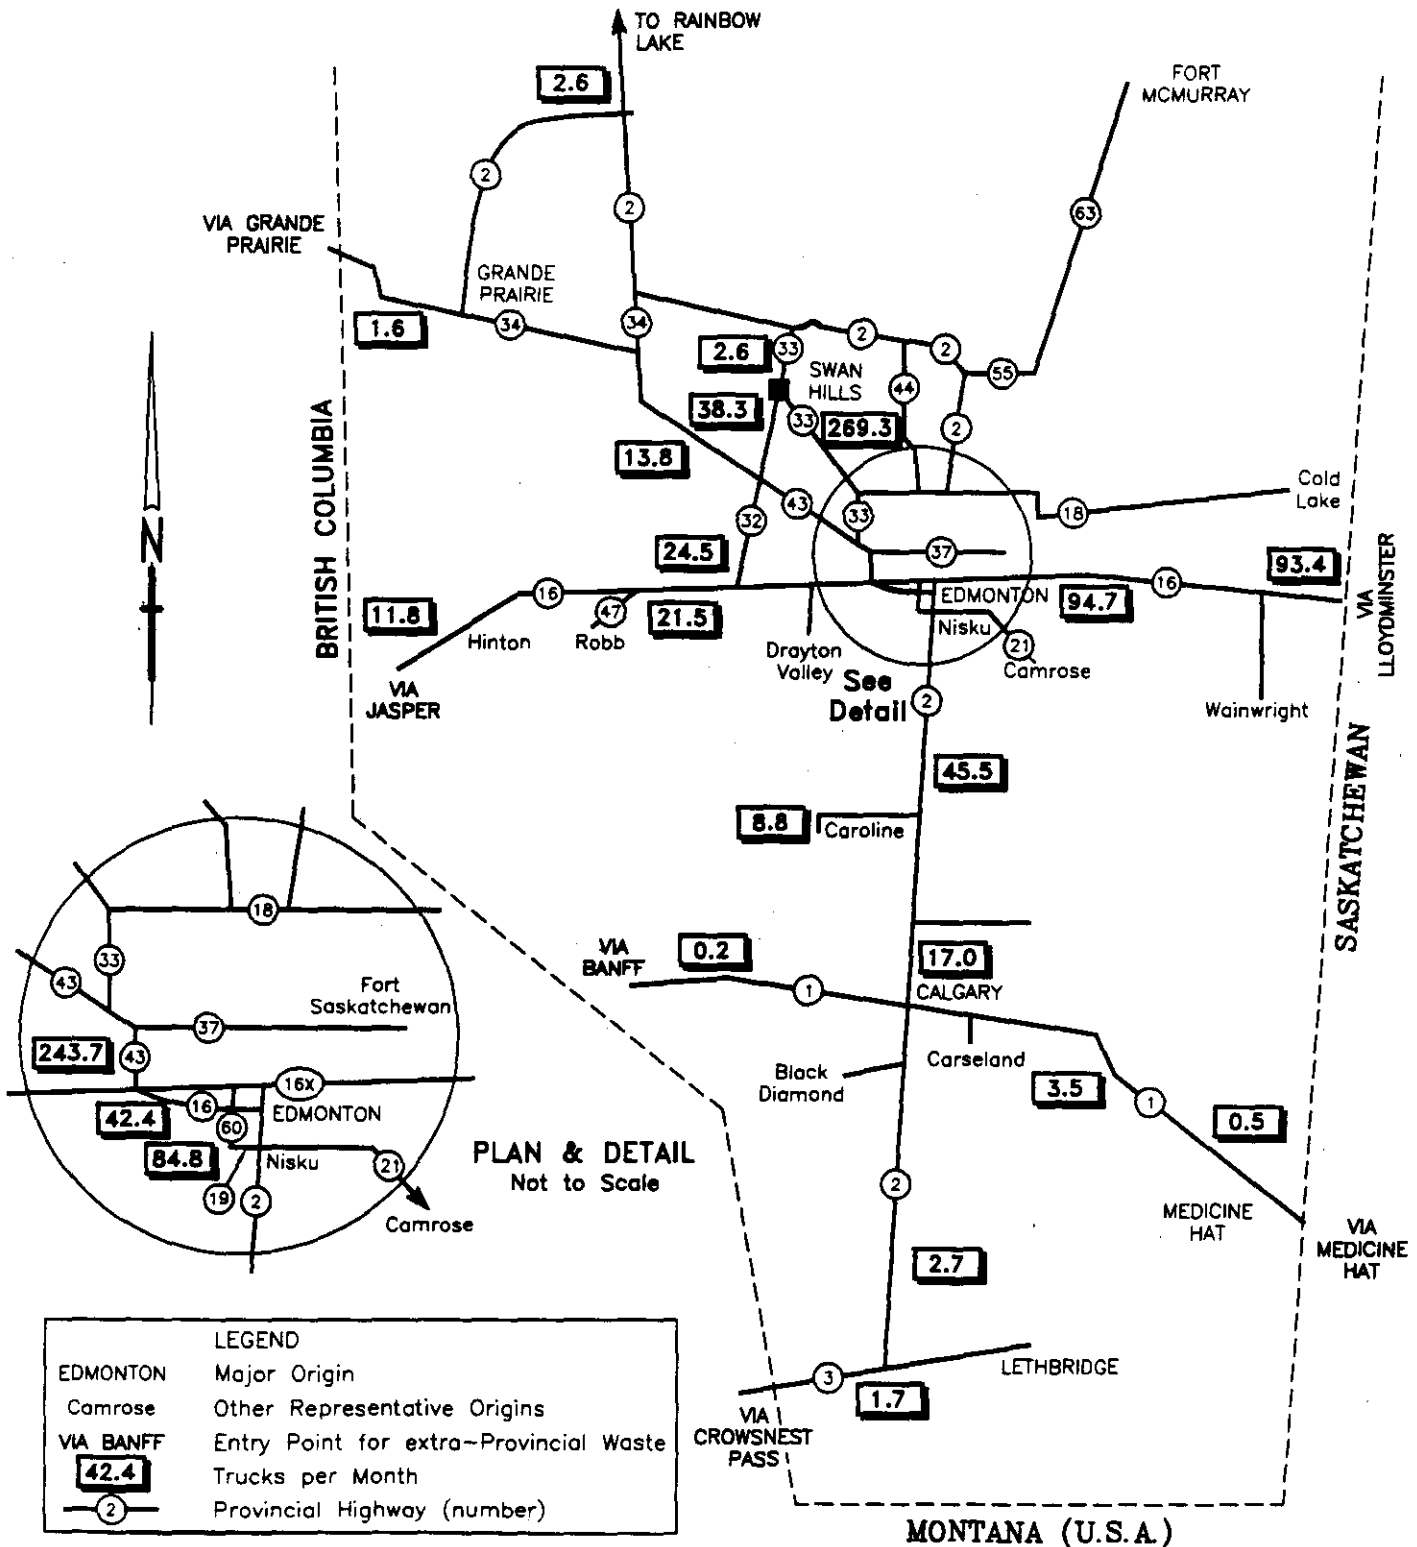 TO RAINBOW
LAKE
2.6
FORT
MCMURRAY
2
2
63
VIA GRANDE
PRAIRIE
GRANDE
PRAIRIE
1.6
34
34
2.6
33
2
2
SWAN
HILLS
44
55
38.3
33
269.3
2
13.8
BRITISH COLUMBIA
N
43
32
33
18
Cold
Lake
24.5
37
93.4
16
11.8
16
47
21.5
EDMONTON
94.7
VIA
LLOYDMINSTER
Hinton
Robb
Drayton
Valley
Nisku
21
Camrose
VIA
JASPER
See
Detail
2
Wainwright
45.5
SASKATCHEWAN
8.8
Caroline
18
33
43
Fort
Saskatchewan
37
243.7
43
16X
16
42.4
EDMONTON
60
84.8
Nisku
21
19
2
Camrose
VIA
BANFF
0.2
17.0
1
CALGARY
Carseland
Black
Diamond
3.5
1
0.5
PLAN & DETAIL
Not to Scale
2
MEDICINE
HAT
VIA
MEDICINE
HAT
2.7
LETHBRIDGE
3
1.7
VIA
CROWSNEST
PASS
LEGEND
EDMONTON Major Origin
Camrose Other Representative Origins
VIA BANFF Entry Point for extra-Provincial Waste
42.4 Trucks per Month
2 Provincial Highway (number)
MONTANA (U.S.A.)